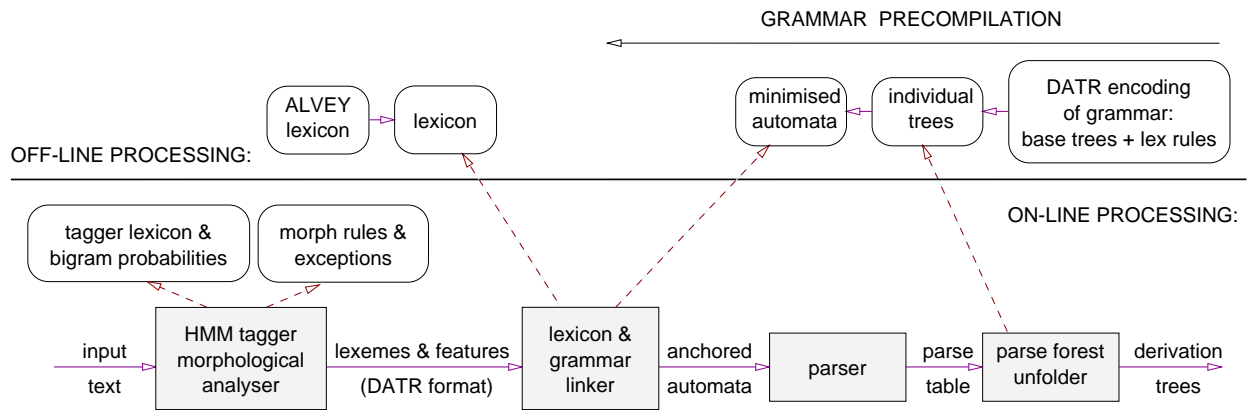 GRAMMAR PRECOMPILATION
ALVEY
lexicon
lexicon
minimised
automata
individual
trees
DATR encoding
of grammar:
base trees + lex rules
OFF-LINE PROCESSING:
ON-LINE PROCESSING:
tagger lexicon &
bigram probabilities
morph rules &
exceptions
input
text
HMM tagger
morphological
analyser
lexemes & features
(DATR format)
lexicon &
grammar
linker
anchored
automata
parser
parse
table
parse forest
unfolder
derivation
trees